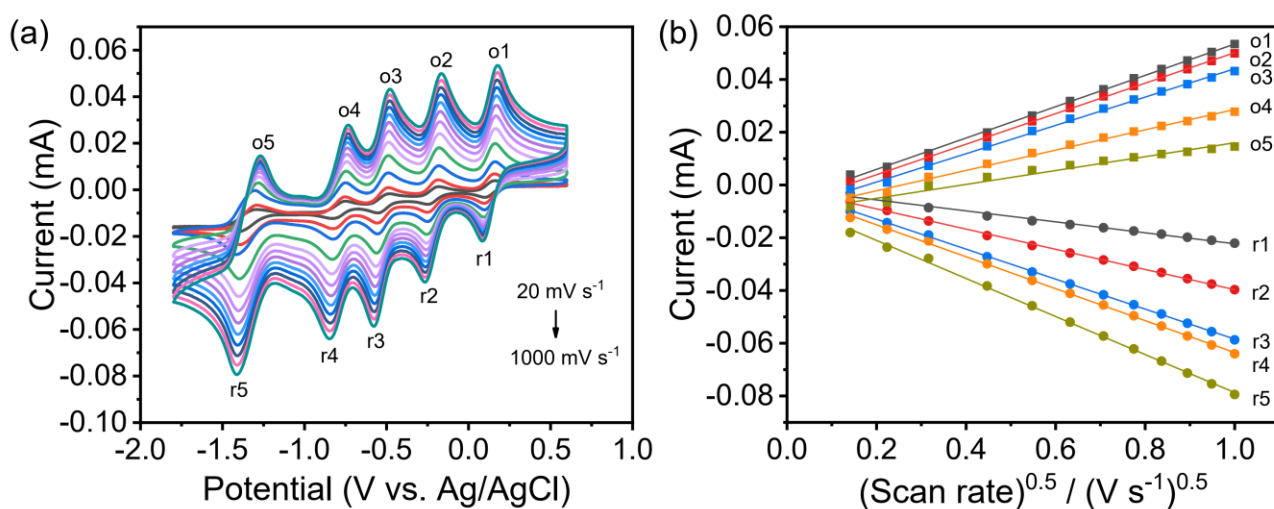 (a)
0.06
0.04
0.02
0.00
-0.02
-0.04
-0.06
-0.08
-0.10
Current (mA)
o5
o4
o3
o2
o1
r5
r4
r3
r2
r1
20 mV s⁻¹
1000 mV s⁻¹
-2.0
-1.5
-1.0
-0.5
0.0
0.5
1.0
Potential (V vs. Ag/AgCl)
(b)
0.06
0.04
0.02
0.00
-0.02
-0.04
-0.06
-0.08
Current (mA)
o1
o2
o3
o4
o5
r1
r2
r3
r4
r5
0.0
0.2
0.4
0.6
0.8
1.0
(Scan rate)⁰·⁵ / (V s⁻¹)⁰·⁵